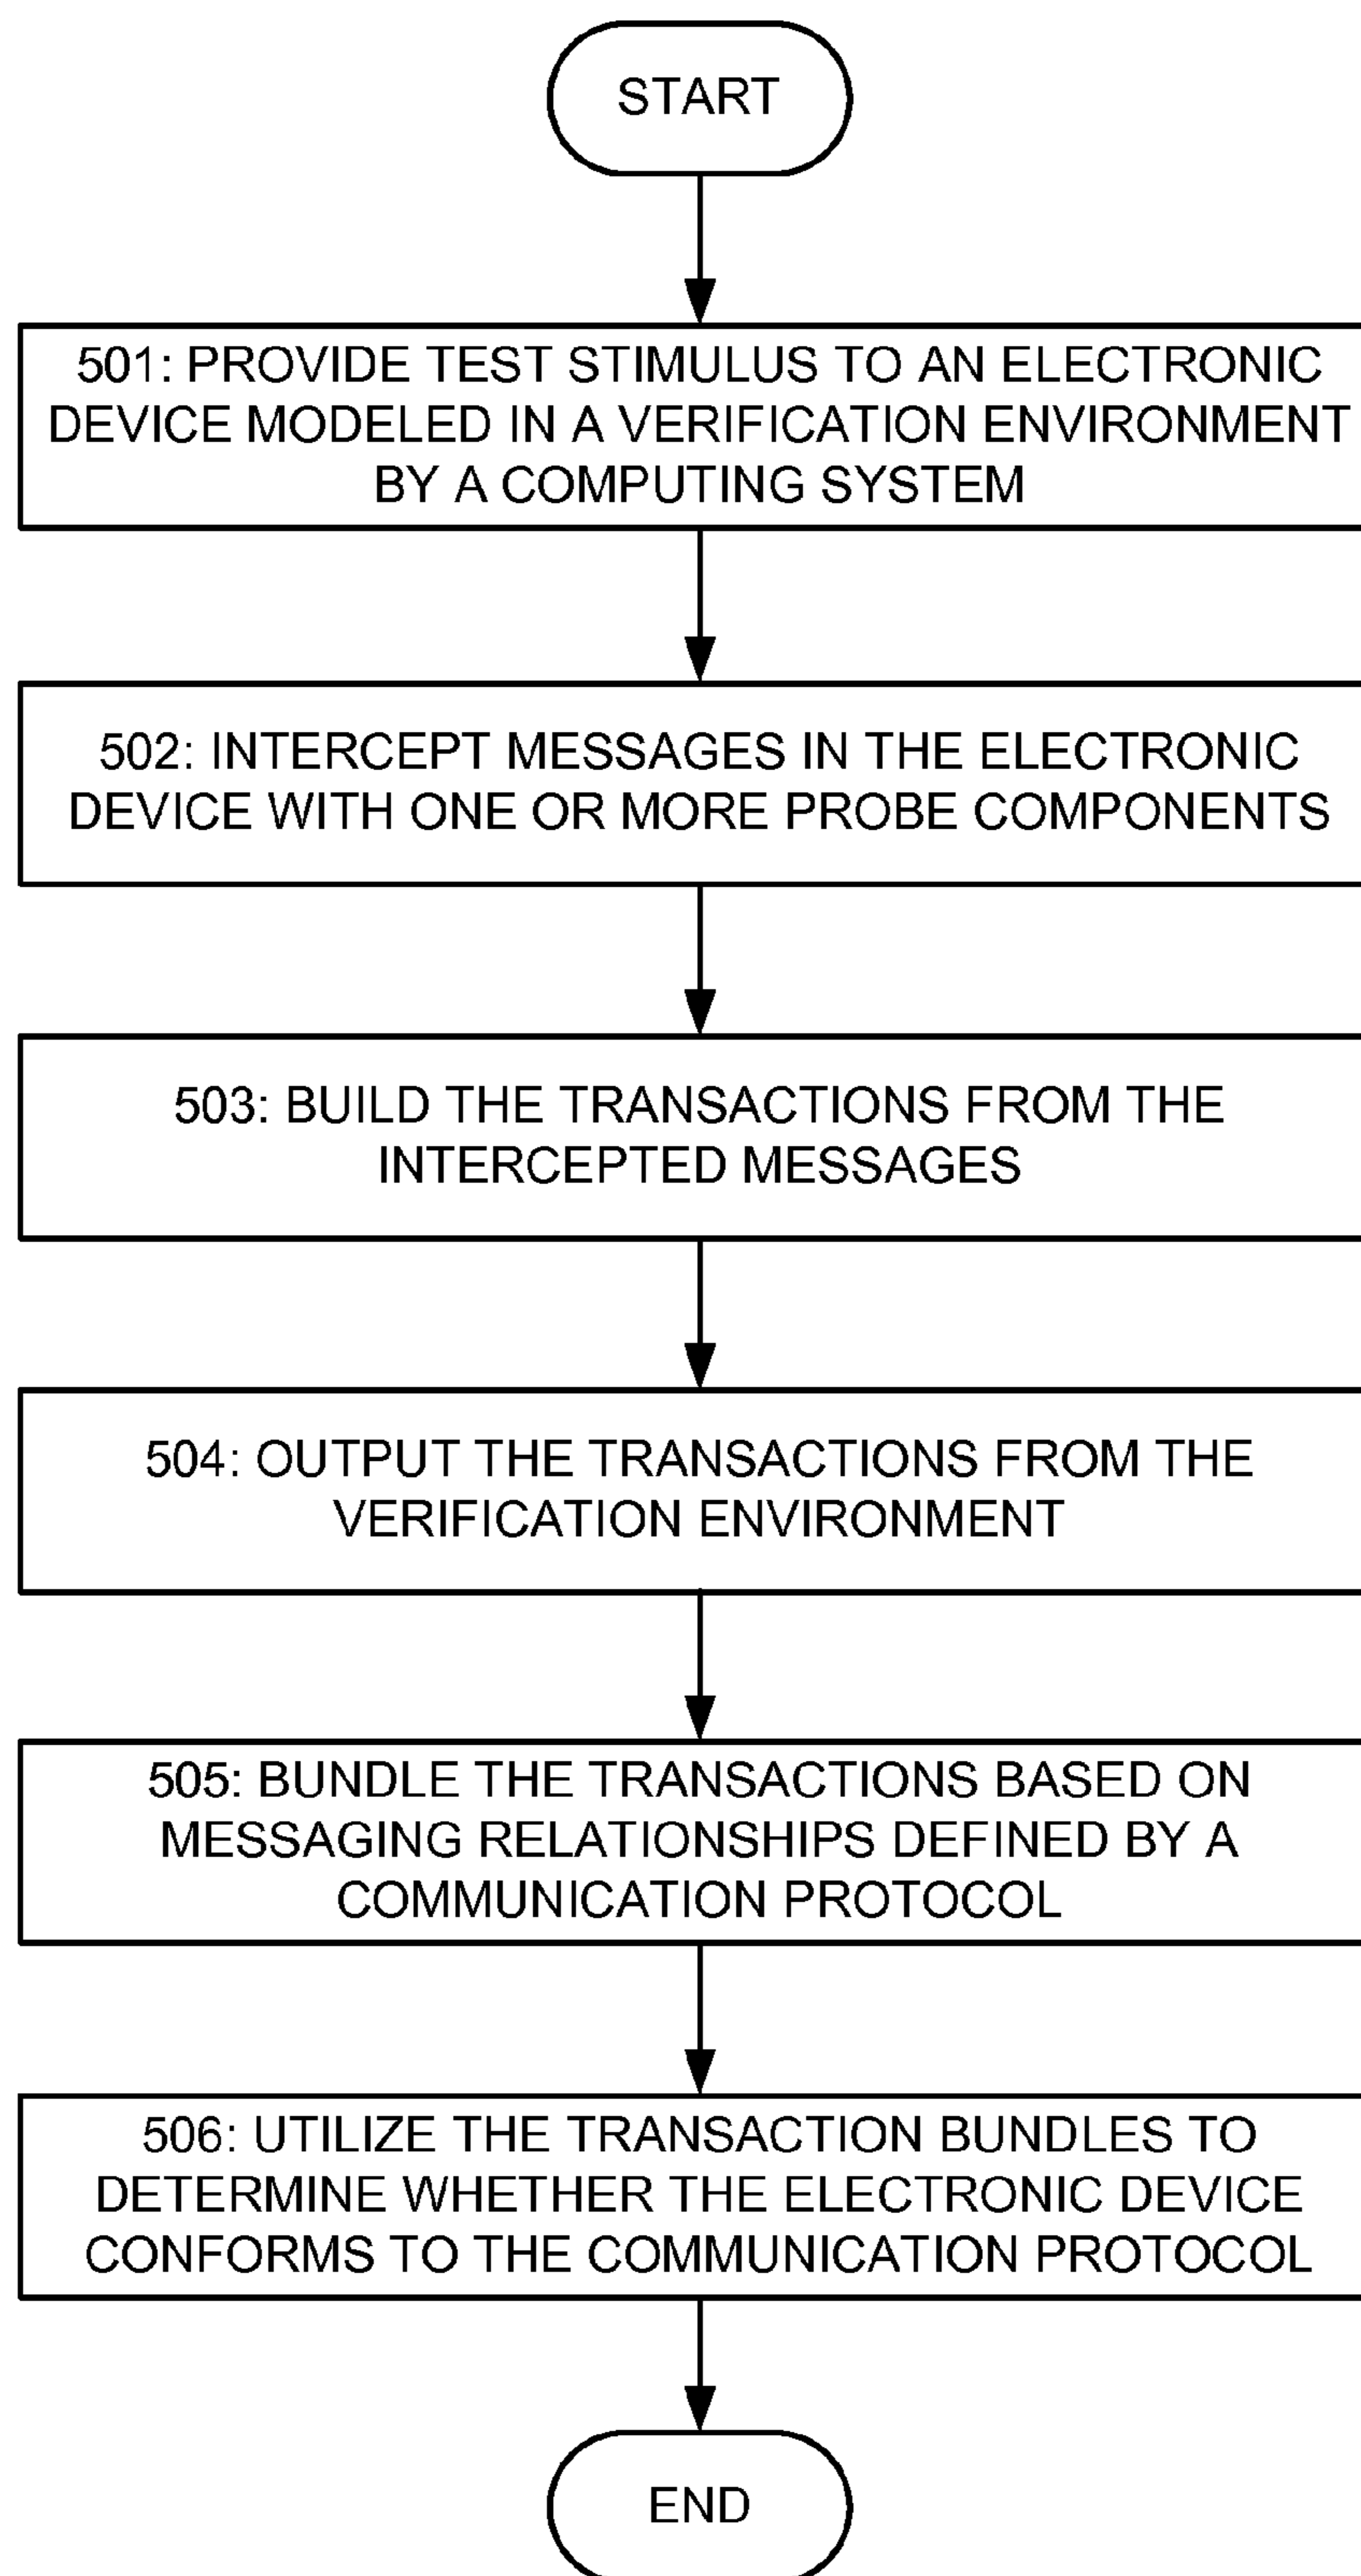 START
501: PROVIDE TEST STIMULUS TO AN ELECTRONIC
DEVICE MODELED IN A VERIFICATION ENVIRONMENT
BY A COMPUTING SYSTEM
502: INTERCEPT MESSAGES IN THE ELECTRONIC
DEVICE WITH ONE OR MORE PROBE COMPONENTS
503: BUILD THE TRANSACTIONS FROM THE
INTERCEPTED MESSAGES
504: OUTPUT THE TRANSACTIONS FROM THE
VERIFICATION ENVIRONMENT
505: BUNDLE THE TRANSACTIONS BASED ON
MESSAGING RELATIONSHIPS DEFINED BY A
COMMUNICATION PROTOCOL
506: UTILIZE THE TRANSACTION BUNDLES TO
DETERMINE WHETHER THE ELECTRONIC DEVICE
CONFORMS TO THE COMMUNICATION PROTOCOL
END